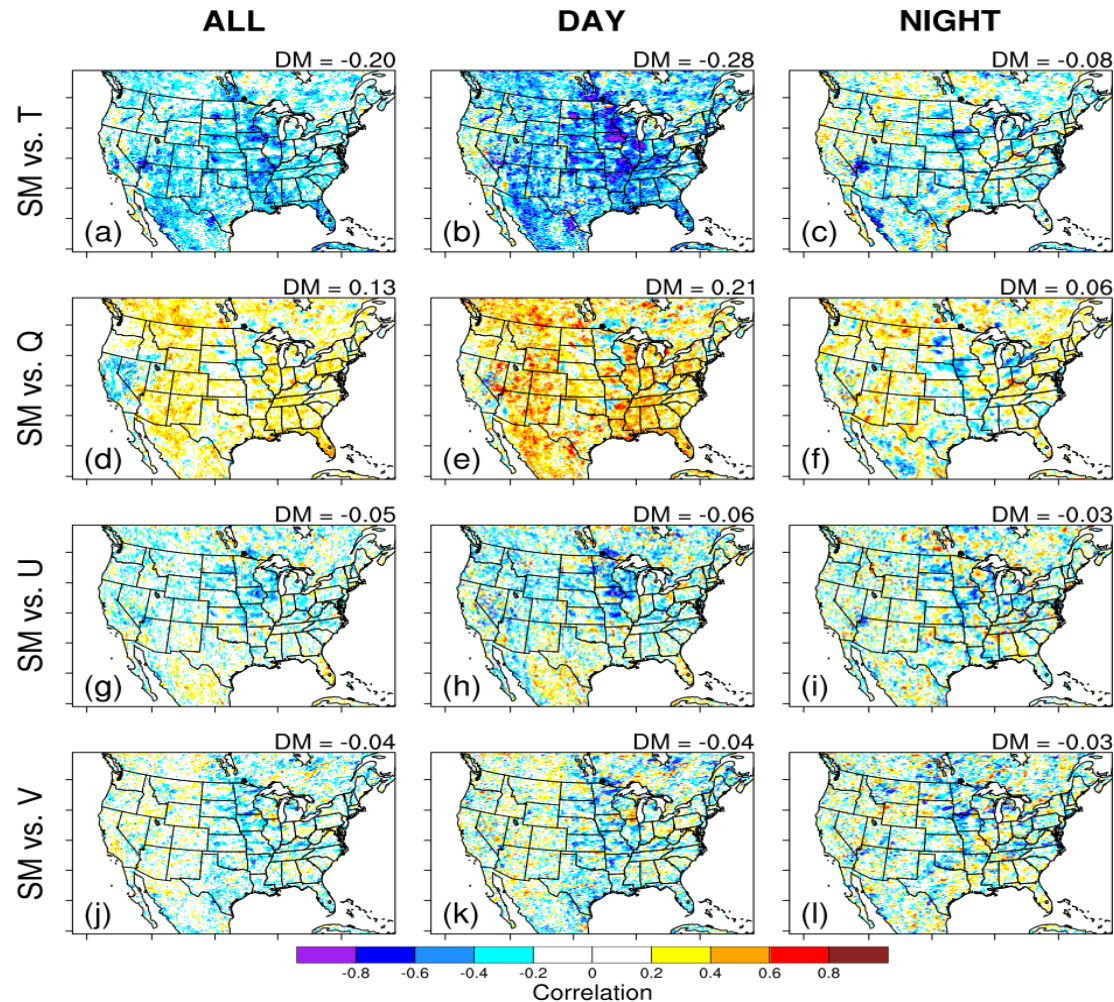 ALL DAY NIGHT
DM = -0.20 DM = -0.28 DM = -0.08
SM vs. T
(a) (b) (c)
DM = 0.13 DM = 0.21 DM = 0.06
SM vs. Q
(d) (e) (f)
DM = -0.05 DM = -0.06 DM = -0.03
SM vs. U
(g) (h) (i)
DM = -0.04 DM = -0.04 DM = -0.03
SM vs. V
(j) (k) (l)
-0.8 -0.6 -0.4 -0.2 0 0.2 0.4 0.6 0.8
Correlation